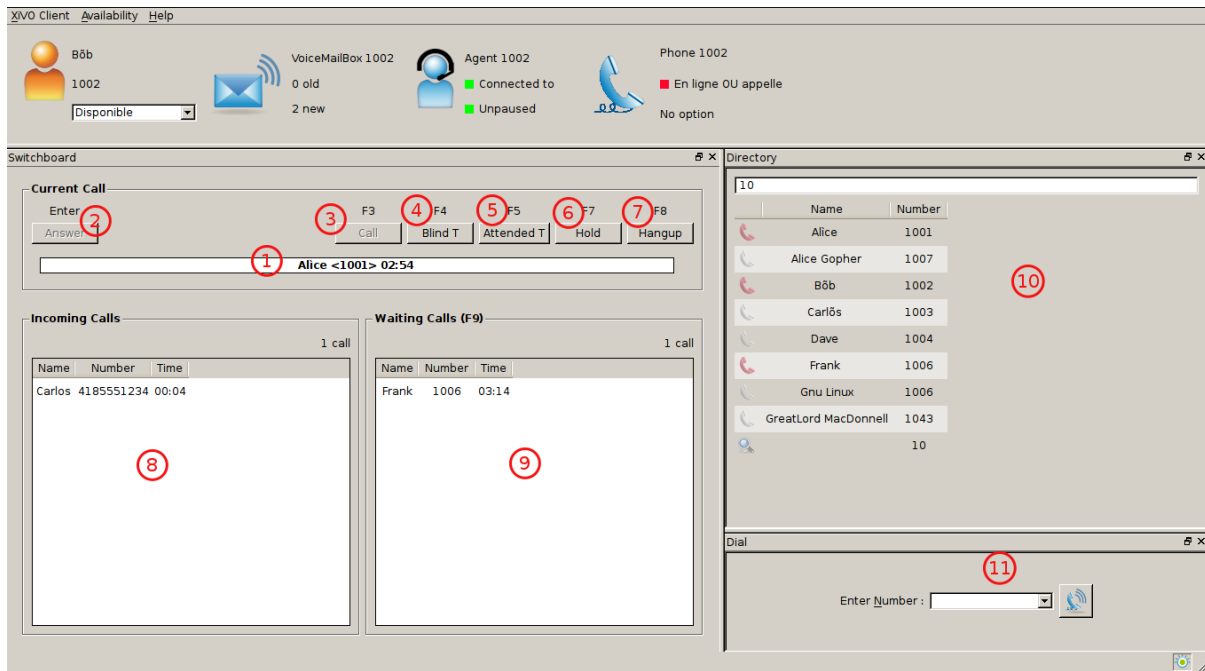 XiVO Client Availability Help
Bõb
1002
Disponible
VoiceMailBox 1002
0 old
2 new
Agent 1002
Connected to
Unpaused
Phone 1002
En ligne OU appelle
No option
Switchboard
Current Call
Enter F3 F4 F5 F7 F8
2 3 4 5 6 7
Answer Call Blind T Attended T Hold Hangup
1
Alice <1001> 02:54
Incoming Calls
1 call
Name Number Time
Carlos 4185551234 00:04
8
Waiting Calls (F9)
1 call
Name Number Time
Frank 1006 03:14
9
Directory
10
Name Number
Alice 1001
Alice Gopher 1007
Bõb 1002
10
Carlõs 1003
Dave 1004
Frank 1006
Gnu Linux 1006
GreatLord MacDonnell 1043
10
Dial
11
Enter Number :